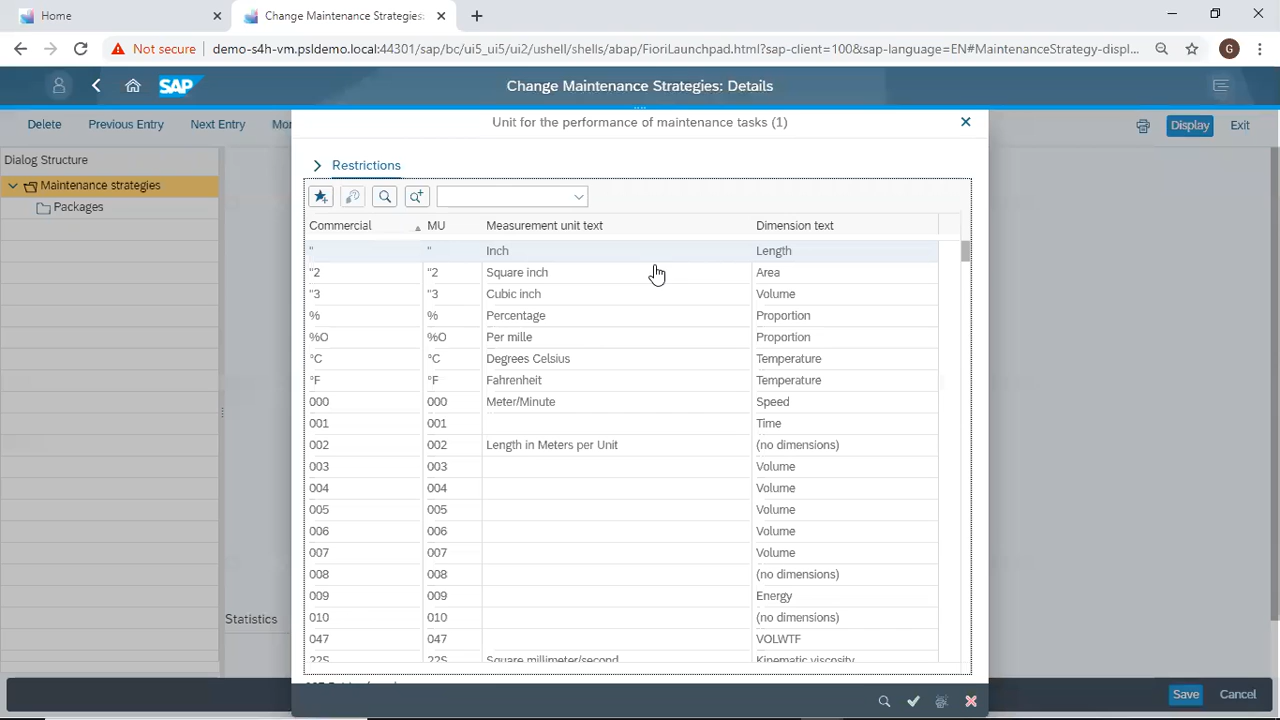 Home
Change Maintenance Strategies:
Not secure demo-s4h-vm.psldemo.local:44301/sap/bc/ui5_ui5/ui2/ushell/shells/abap/FioriLaunchpad.html?sap-client=100&sap-language=EN#MaintenanceStrategy-displ... G
SAP Change Maintenance Strategies: Details
Delete Previous Entry Next Entry Display Exit
Unit for the performance of maintenance tasks (1)
Dialog Structure
Restrictions
Maintenance strategies
Packages
Commercial MU Measurement unit text Dimension text
" " Inch Length
"2 "2 Square inch Area
"3 "3 Cubic inch Volume
% % Percentage Proportion
%O %O Per mille Proportion
°C °C Degrees Celsius Temperature
°F °F Fahrenheit Temperature
000 000 Meter/Minute Speed
001 001 Time
002 002 Length in Meters per Unit (no dimensions)
003 003 Volume
004 004 Volume
005 005 Volume
006 006 Volume
007 007 Volume
008 008 (no dimensions)
009 009 Energy
010 010 (no dimensions)
Statistics
047 047 VOLWTF
22S 22S Square millimeter/second Kinematic viscosity
Save Cancel